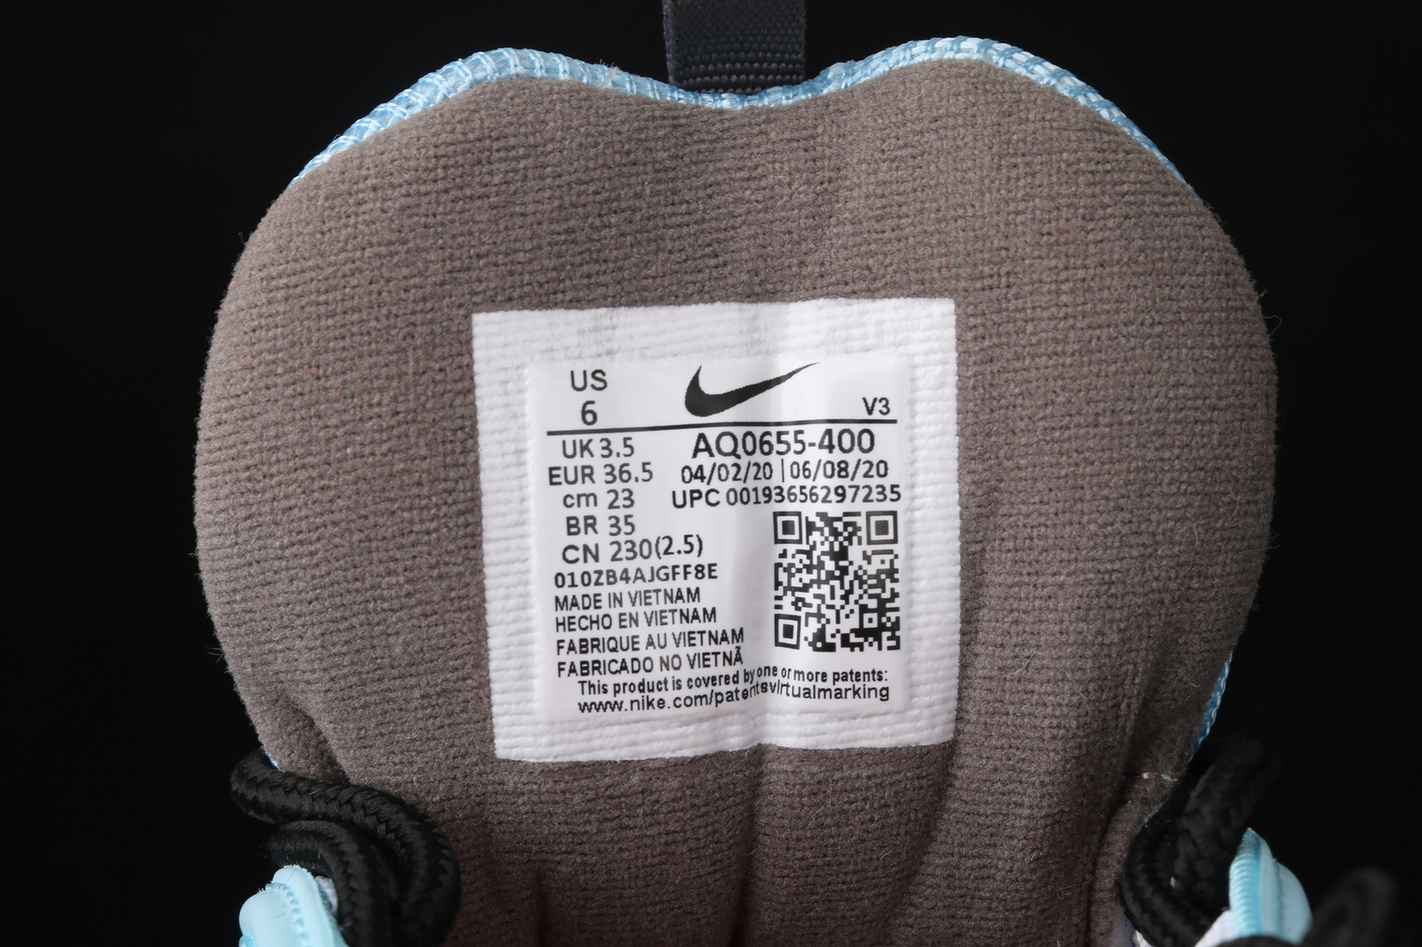 US
6
V3
UK 3.5
AQ0655-400
EUR 36.5
04/02/20 | 06/08/20
cm 23
UPC 00193656297235
BR 35
CN 230(2.5)
010ZB4AJGFF8E
MADE IN VIETNAM
HECHO EN VIETNAM
FABRIQUE AU VIETNAM
FABRICADO NO VIETNÃ
This product is covered by one or more patents:
www.nike.com/patentsvirtualmarking